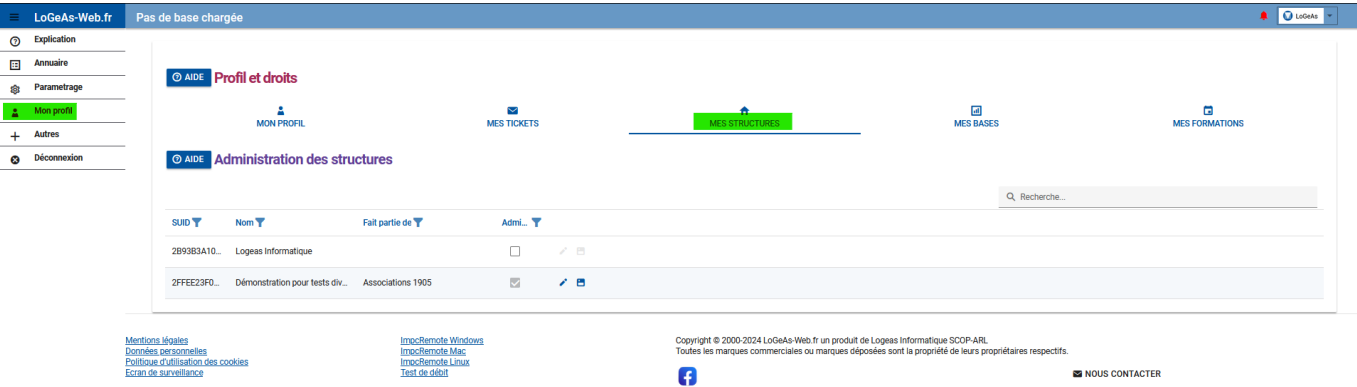 LoGeAs-Web.fr
Pas de base chargée
LoGeAs
Explication
Annuaire
Parametrage
Mon profil
Autres
Déconnexion
AIDE Profil et droits
MON PROFIL
MES TICKETS
MES STRUCTURES
MES BASES
MES FORMATIONS
AIDE Administration des structures
Recherche...
SUID Nom Fait partie de Admi...
2B93B3A10... Logeas Informatique
2FFEE23F0... Démonstration pour tests div... Associations 1905
Mentions légales
Données personnelles
Politique d'utilisation des cookies
Ecran de surveillance
ImpcRemote Windows
ImpcRemote Mac
ImpcRemote Linux
Test de débit
Copyright © 2000-2024 LoGeAs-Web.fr un produit de Logeas Informatique SCOP-ARL
Toutes les marques commerciales ou marques déposées sont la propriété de leurs propriétaires respectifs.
NOUS CONTACTER